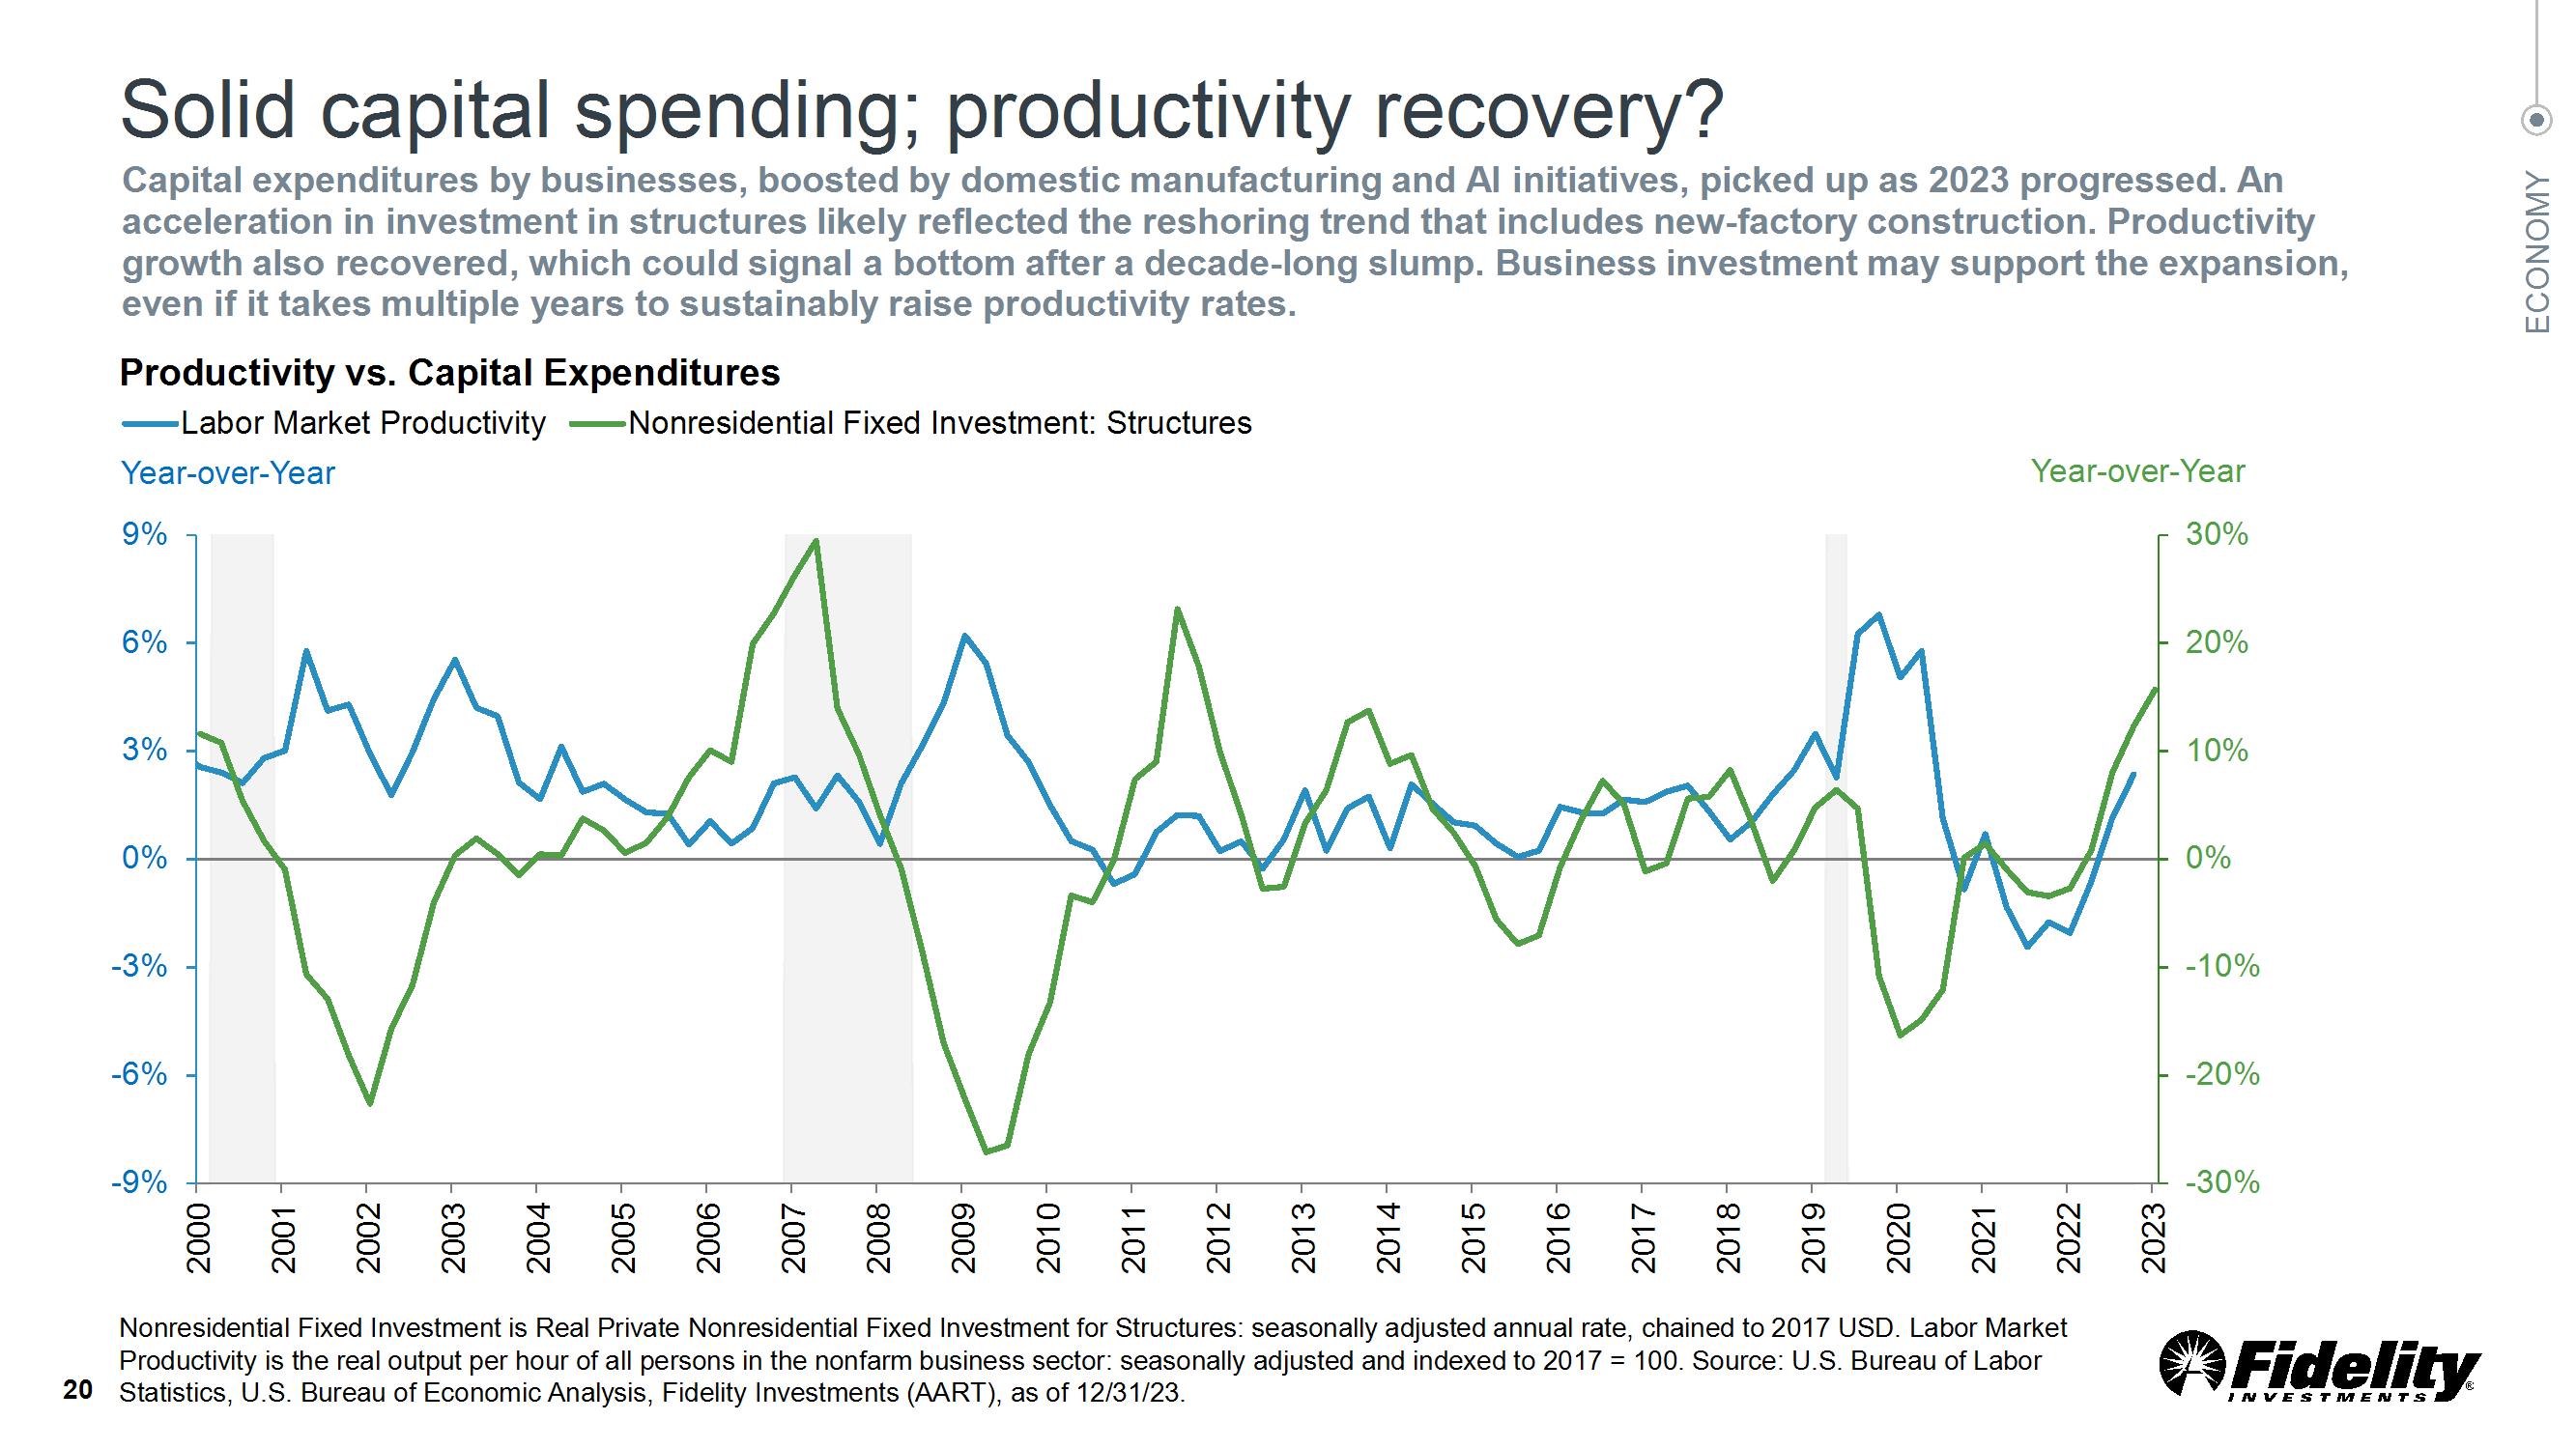 Solid capital spending; productivity recovery?
Capital expenditures by businesses, boosted by domestic manufacturing and AI initiatives, picked up as 2023 progressed. An
acceleration in investment in structures likely reflected the reshoring trend that includes new-factory construction. Productivity
growth also recovered, which could signal a bottom after a decade-long slump. Business investment may support the expansion,
even if it takes multiple years to sustainably raise productivity rates.
ECONOMY
Productivity vs. Capital Expenditures
Labor Market Productivity Nonresidential Fixed Investment: Structures
Year-over-Year Year-over-Year
9% 30%
6% 20%
3% 10%
0% 0%
-3% -10%
-6% -20%
-9% -30%
2000 2001 2002 2003 2004 2005 2006 2007 2008 2009 2010 2011 2012 2013 2014 2015 2016 2017 2018 2019 2020 2021 2022 2023
Nonresidential Fixed Investment is Real Private Nonresidential Fixed Investment for Structures: seasonally adjusted annual rate, chained to 2017 USD. Labor Market
Productivity is the real output per hour of all persons in the nonfarm business sector: seasonally adjusted and indexed to 2017 = 100. Source: U.S. Bureau of Labor
20 Statistics, U.S. Bureau of Economic Analysis, Fidelity Investments (AART), as of 12/31/23.
Fidelity®
INVESTMENTS